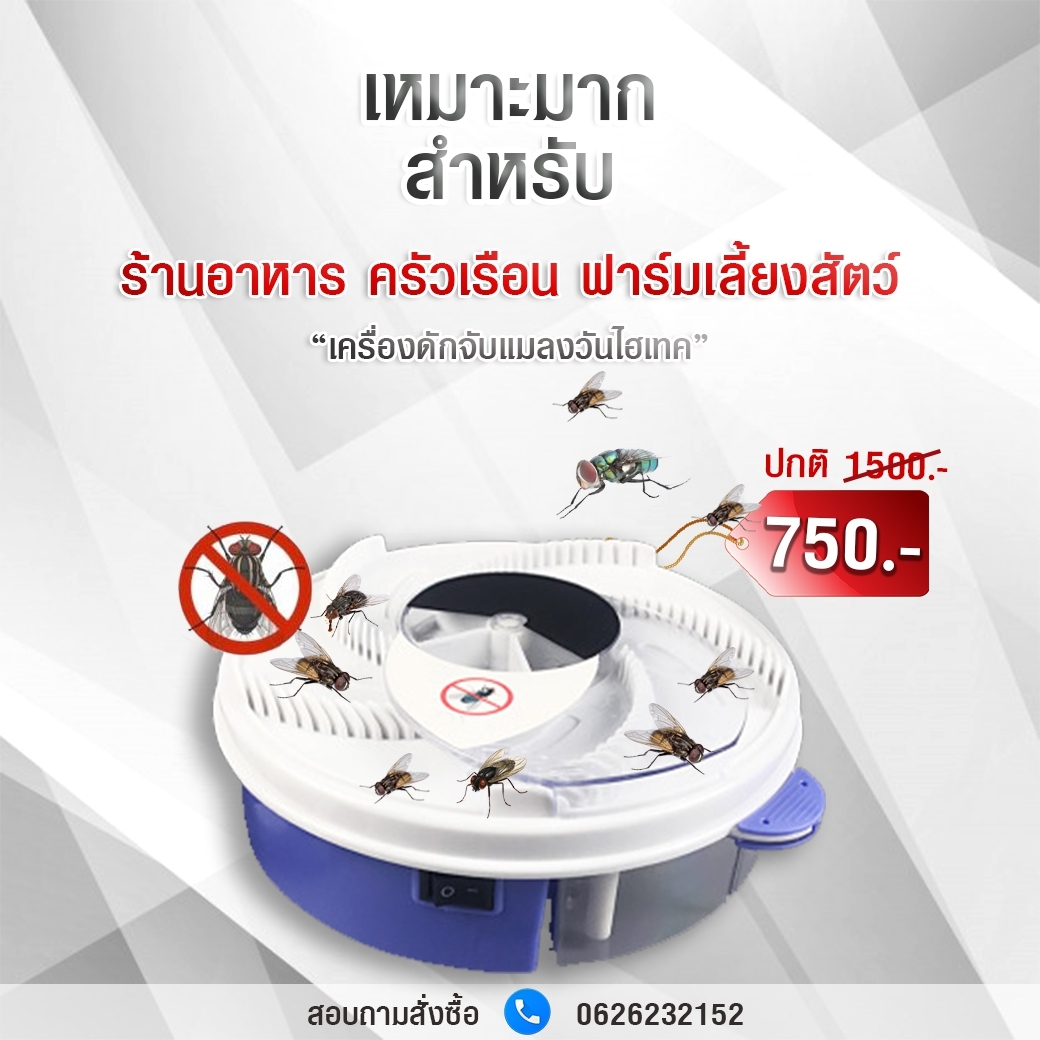 เหมาะมาก
สำหรับ
ร้านอาหาร ครัวเรือน ฟาร์มเลี้ยงสัตว์
“เครื่องดักจับแมลงวันไฮเทค”
ปกติ 1500.-
750.-
สอบถามสั่งซื้อ 0626232152